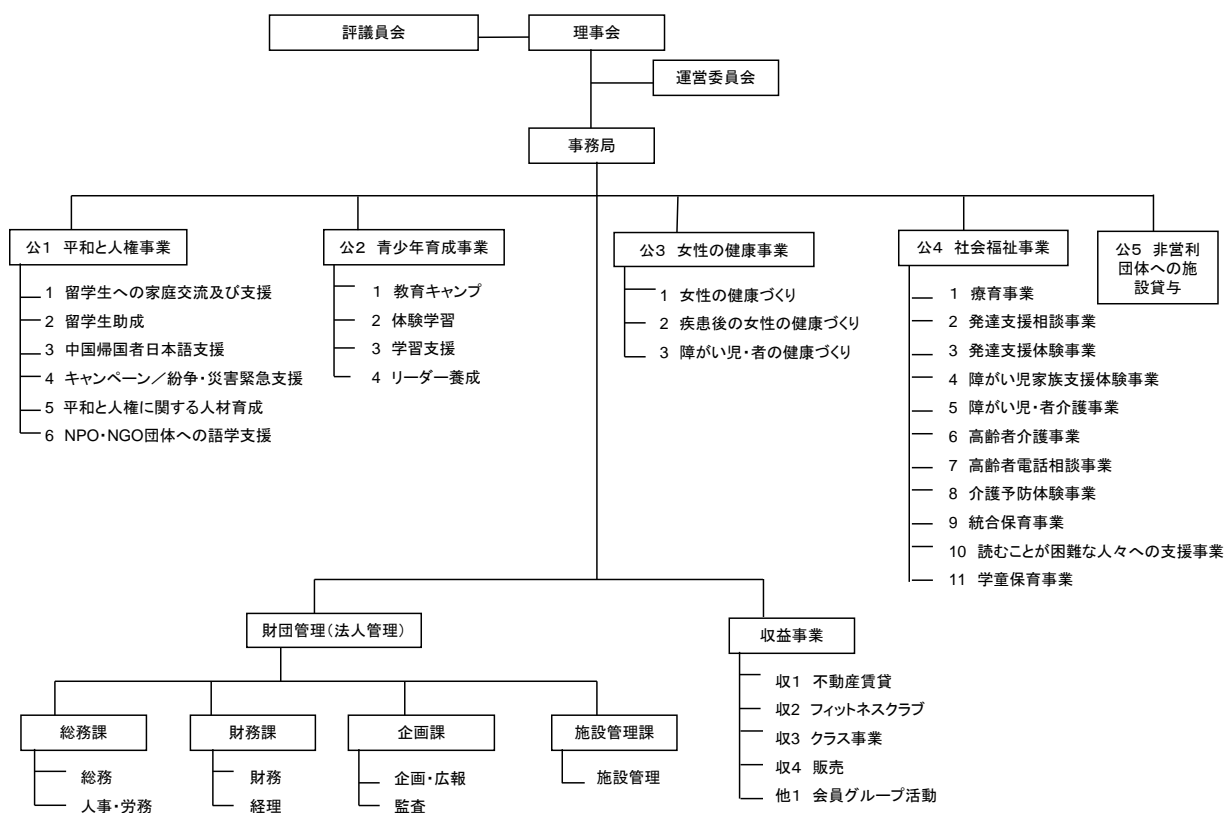 評議員会
理事会
運営委員会
事務局
公1 平和と人権事業
1 留学生への家庭交流及び支援
2 留学生助成
3 中国帰国者日本語支援
4 キャンペーン／紛争・災害緊急支援
5 平和と人権に関する人材育成
6 NPO・NGO団体への語学支援
公2 青少年育成事業
1 教育キャンプ
2 体験学習
3 学習支援
4 リーダー養成
公3 女性の健康事業
1 女性の健康づくり
2 疾患後の女性の健康づくり
3 障がい児・者の健康づくり
公4 社会福祉事業
1 療育事業
2 発達支援相談事業
3 発達支援体験事業
4 障がい児家族支援体験事業
5 障がい児・者介護事業
6 高齢者介護事業
7 高齢者電話相談事業
8 介護予防体験事業
9 統合保育事業
10 読むことが困難な人々への支援事業
11 学童保育事業
公5 非営利
団体への施
設貸与
財団管理（法人管理）
総務課
総務
人事・労務
財務課
財務
経理
企画課
企画・広報
監査
施設管理課
施設管理
収益事業
収1 不動産賃貸
収2 フィットネスクラブ
収3 クラス事業
収4 販売
他1 会員グループ活動